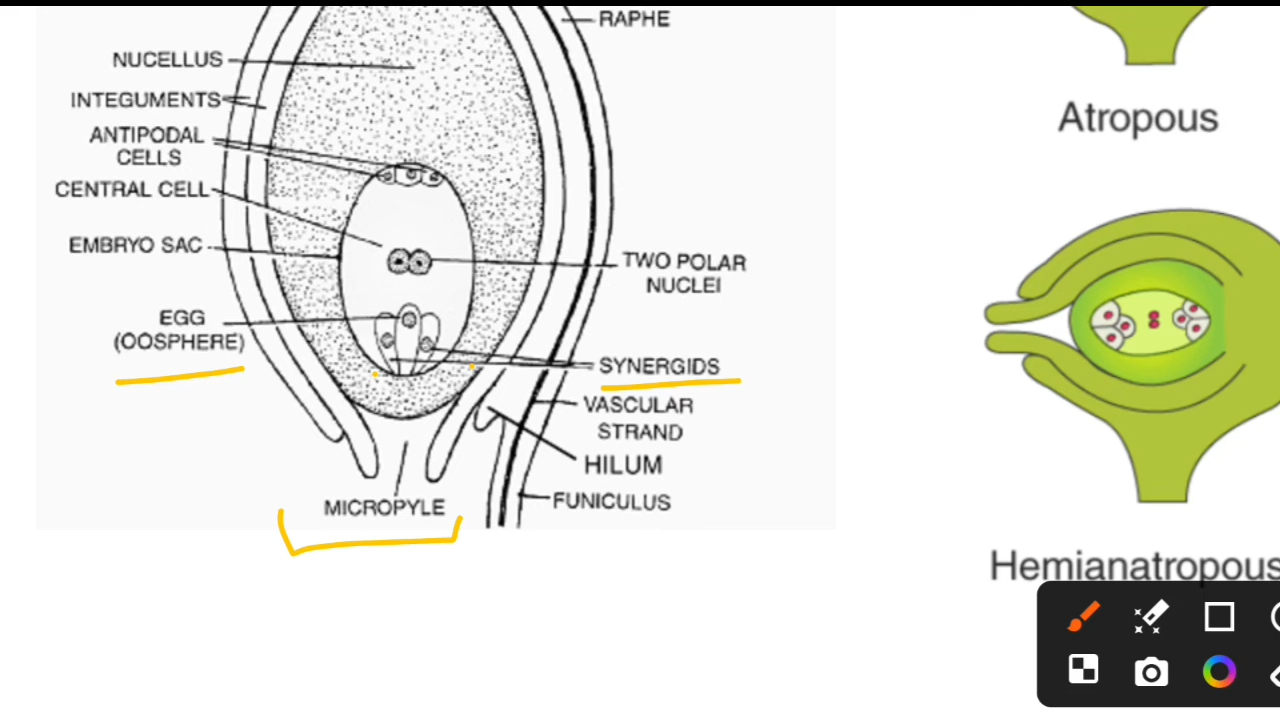 RAPHE
NUCELLUS
INTEGUMENTS
ANTIPODAL
CELLS
CENTRAL CELL
EMBRYO SAC
EGG
(OOSPHERE)
TWO POLAR
NUCLEI
SYNERGIDS
VASCULAR
STRAND
HILUM
FUNICULUS
MICROPYLE
Atropous
Hemianatropous